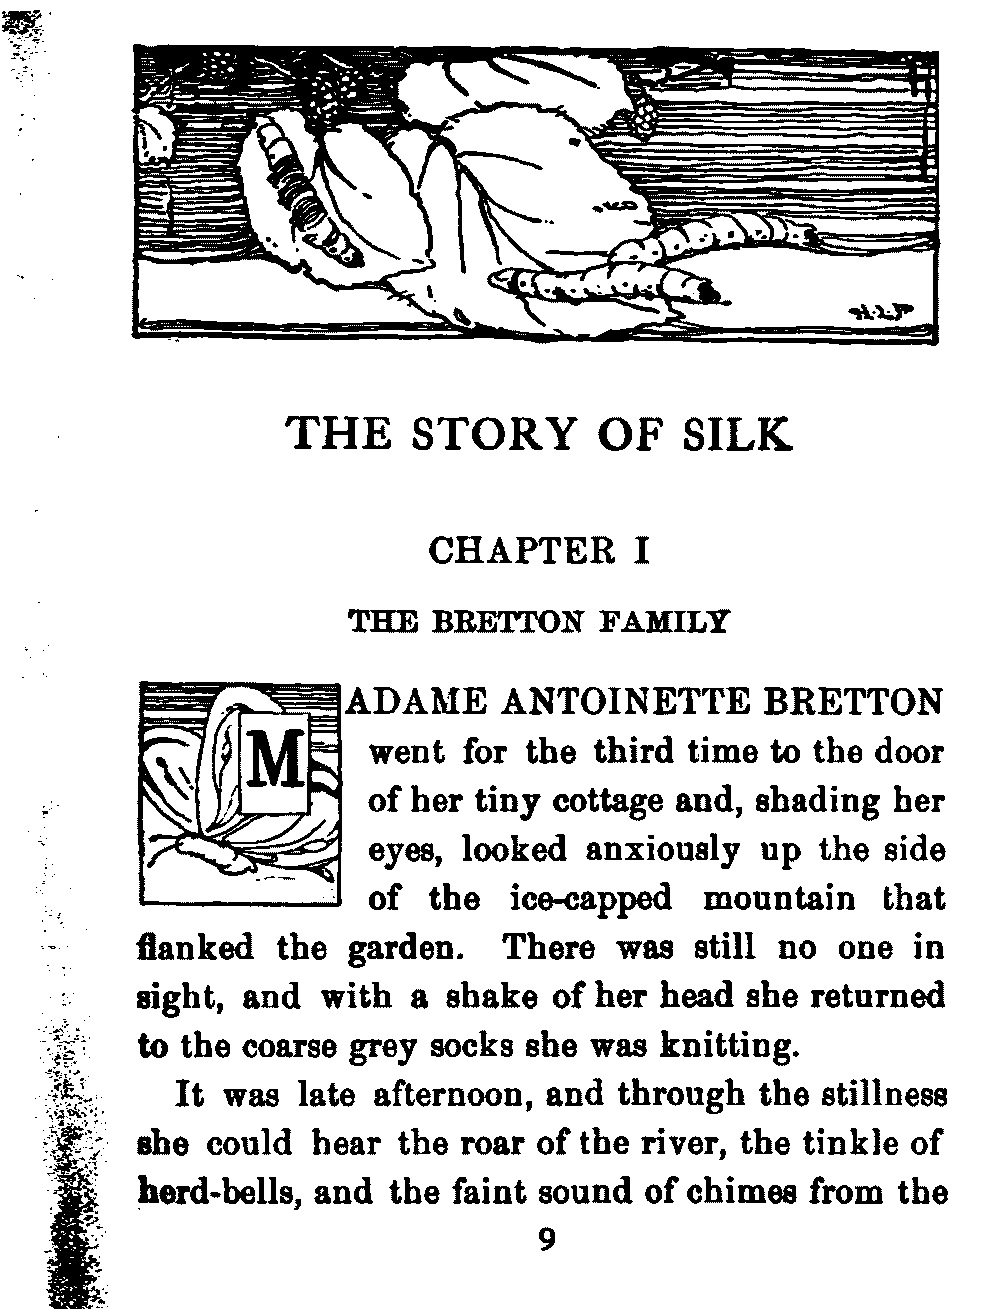 THE STORY OF SILK
CHAPTER I
THE BRETTON FAMILY
MADAME ANTOINETTE BRETTON
went for the third time to the door
of her tiny cottage and, shading her
eyes, looked anxiously up the side
of the ice-capped mountain that
flanked the garden. There was still no one in
sight, and with a shake of her head she returned
to the coarse grey socks she was knitting.
It was late afternoon, and through the stillness
she could hear the roar of the river, the tinkle of
herd-bells, and the faint sound of chimes from the
9